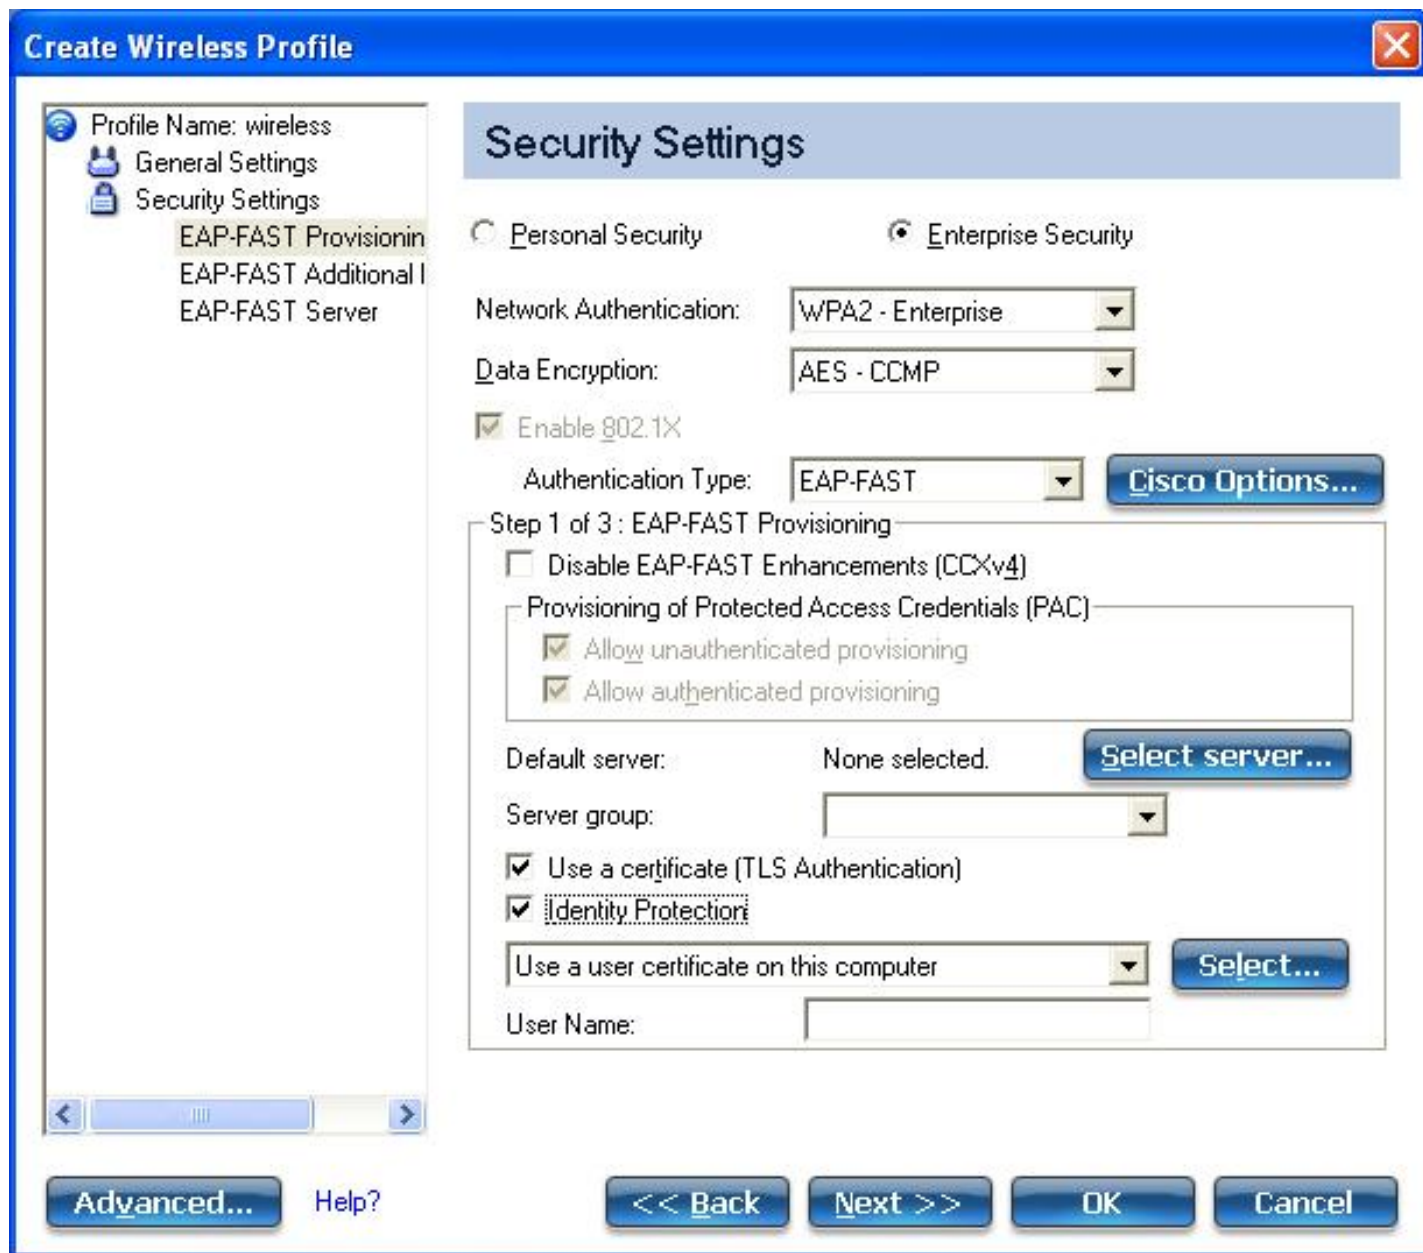 Create Wireless Profile
Profile Name: wireless
General Settings
Security Settings
EAP-FAST Provisionin
EAP-FAST Additional I
EAP-FAST Server
Security Settings
Personal Security
Enterprise Security
Network Authentication:
WPA2 - Enterprise
Data Encryption:
AES - CCMP
Enable 802.1X
Authentication Type:
EAP-FAST
Cisco Options...
Step 1 of 3 : EAP-FAST Provisioning
Disable EAP-FAST Enhancements (CCXv4)
Provisioning of Protected Access Credentials (PAC)
Allow unauthenticated provisioning
Allow authenticated provisioning
Default server:
None selected.
Select server...
Server group:
Use a certificate (TLS Authentication)
Identity Protection
Use a user certificate on this computer
Select...
User Name:
Advanced...
Help?
<< Back
Next >>
OK
Cancel